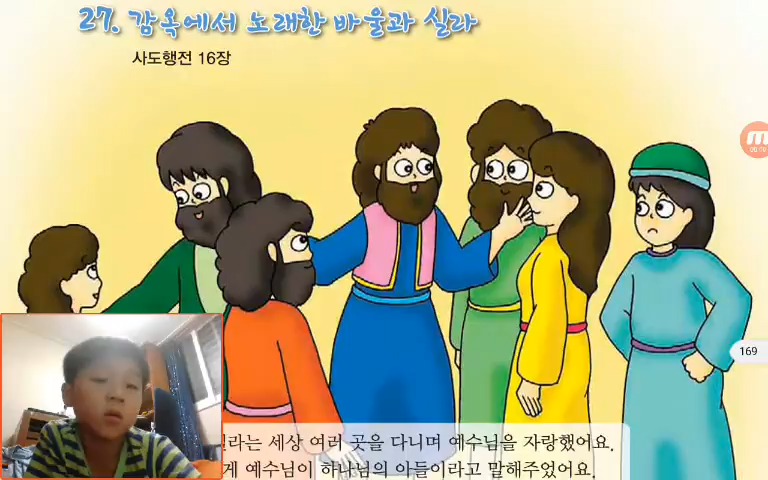 27. 감옥에서 노래한 바울과 실라
사도행전 16장
169
라는 세상 여러 곳을 다니며 예수님을 자랑했어요.
게 예수님이 하나님의 아들이라고 말해주었어요.